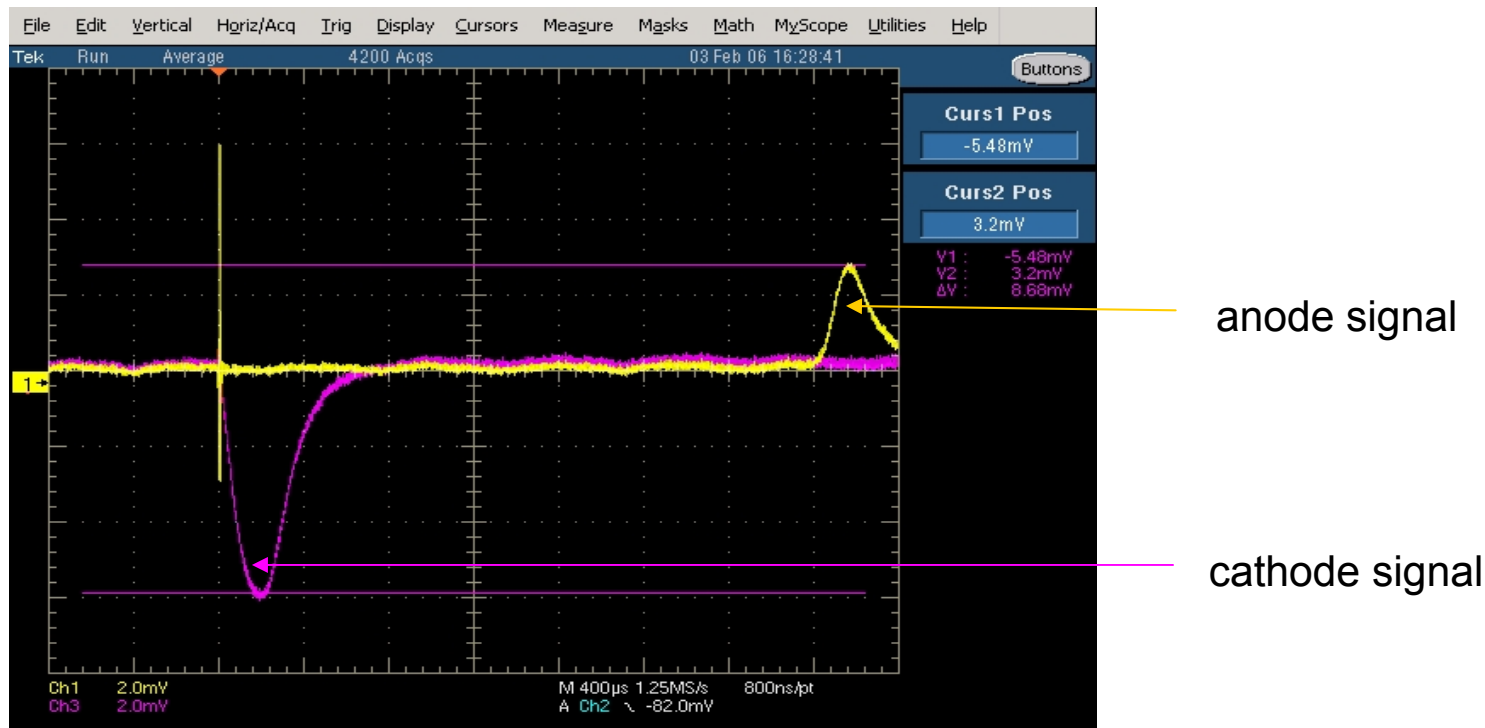 File Edit Vertical Horiz/Acq Trig Display Cursors Measure Masks Math MyScope Utilities Help
Tek Run Average 4200 Acqs 03 Feb 06 16:28:41
Buttons
Curs1 Pos
-5.48mV
Curs2 Pos
3.2mV
V1 : -5.48mV
V2 : 3.2mV
ΔV : 8.68mV
anode signal
1
cathode signal
Ch1 2.0mV M 400µs 1.25MS/s 800ns/pt
Ch3 2.0mV A Ch2 -82.0mV